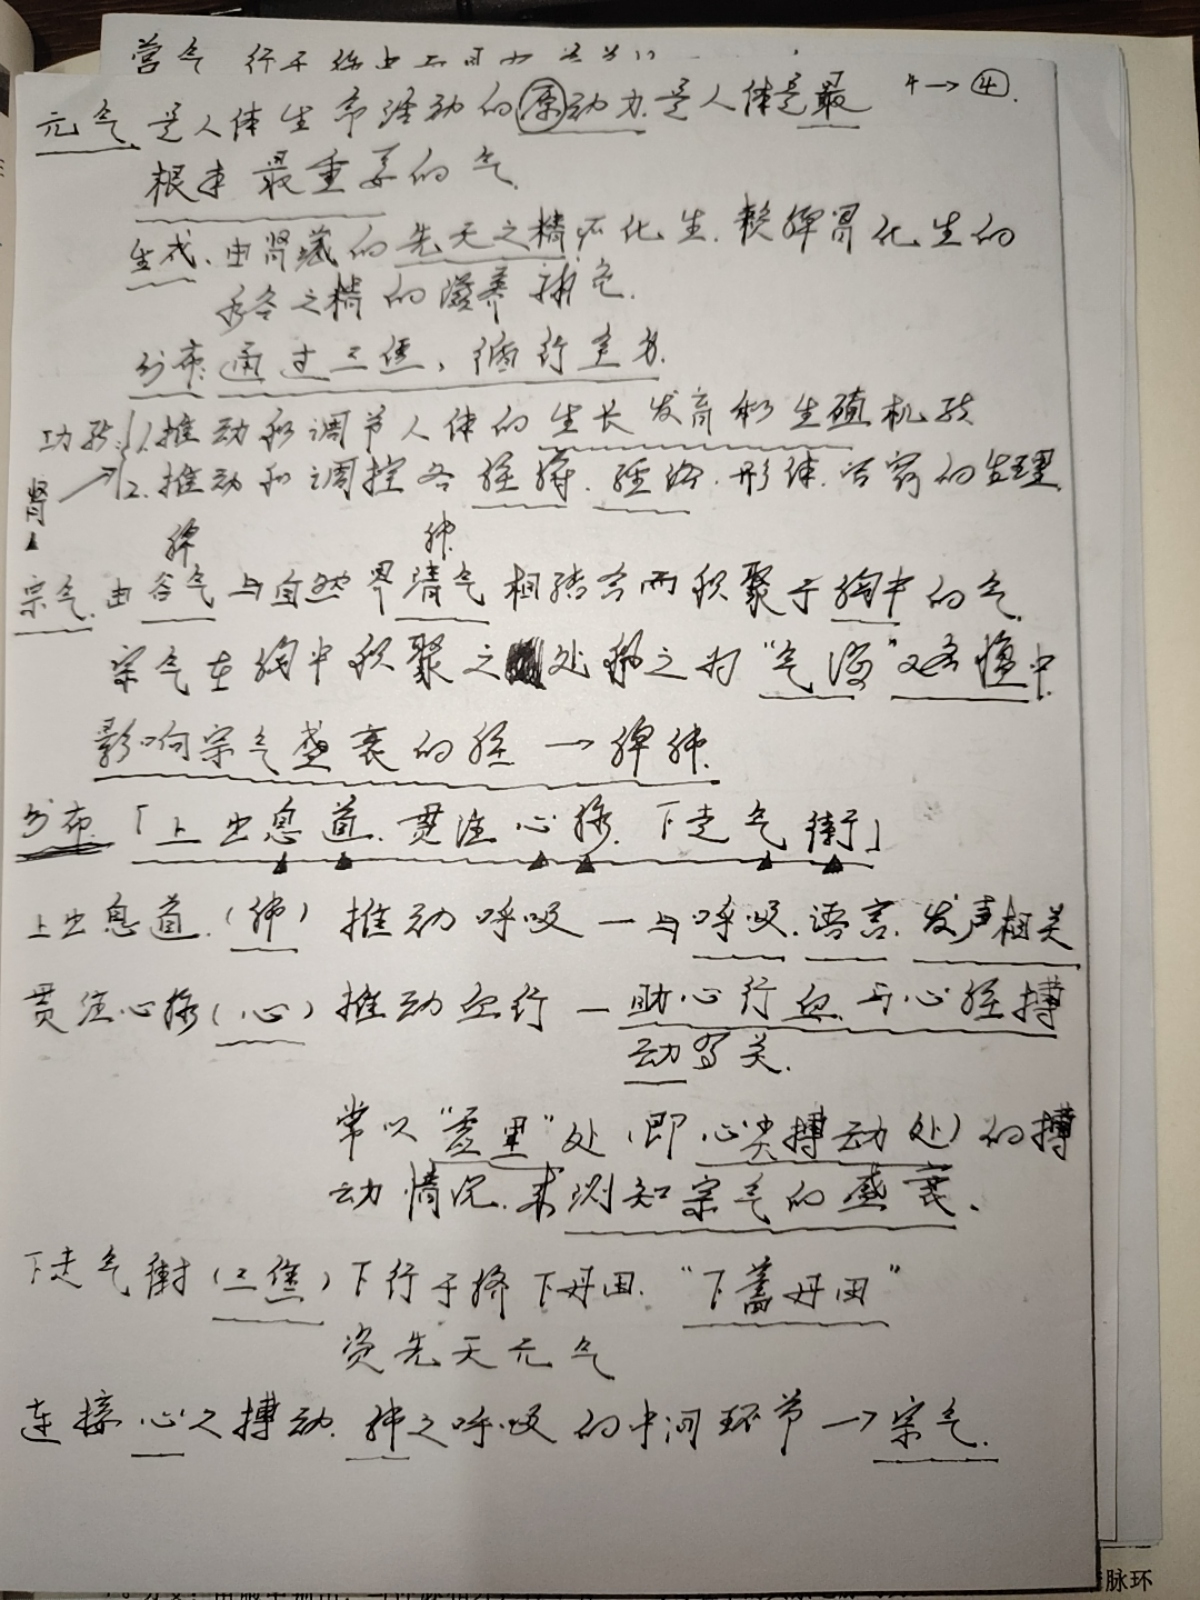 营气 行于
4→④.
元气 是人体生命活动的原动力.是人体是最
根本 最重要的气.
生成、由肾藏的先天之精所化生.赖脾胃化生的
水谷之精的滋养补充.
分布:通过三焦,循行全身.
功效:1.推动和调节人体的生长发育和生殖机能
肾→2.推动和调控各脏腑.经络.形体.官窍的生理
脾 肺
宗气.由谷气与自然界清气相结合而积聚于胸中的气.
宗气在胸中积聚之处称之为“气海”又名膻中.
影响宗气盛衰的脏→脾肺.
分布.「上出息道.贯注心脉.下走气街」
上出息道.(肺)推动呼吸—与呼吸.语言.发声相关
贯注心脉(心)推动血行—助心行血.与心脏搏
动有关.
常以“虚里”处(即心尖搏动处)的搏
动情况.来测知宗气的盛衰.
下走气街(三焦)下行于脐下丹田.“下蓄丹田”
资先天元气
连接心之搏动.肺之呼吸的中间环节→宗气.
脉环